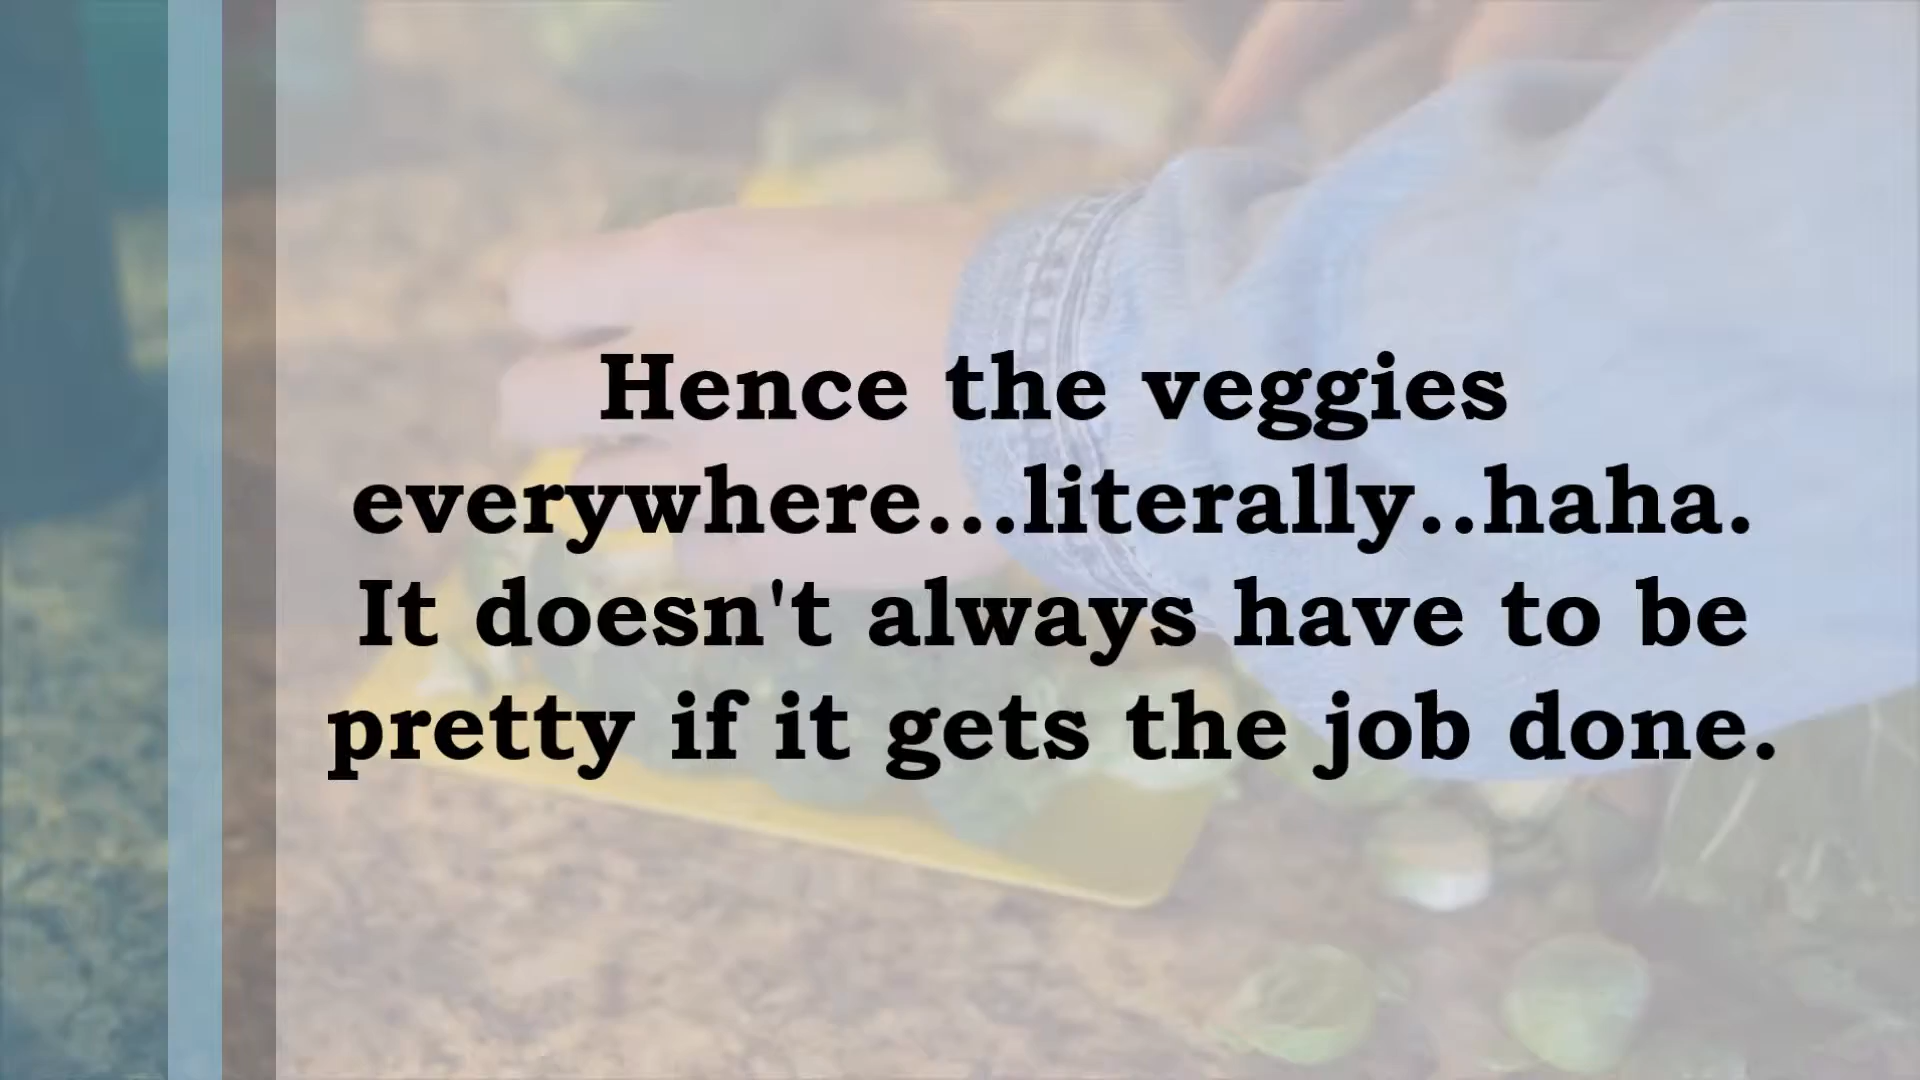 Hence the veggies
everywhere...literally..haha.
It doesn't always have to be
pretty if it gets the job done.